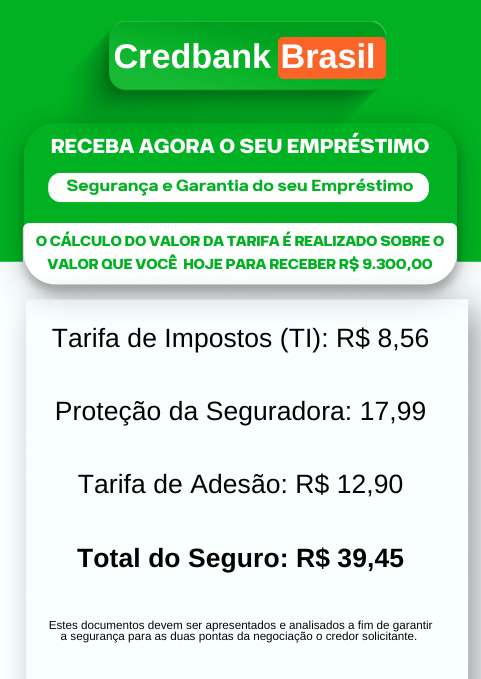 Credbank Brasil
RECEBA AGORA O SEU EMPRÉSTIMO
Segurança e Garantia do seu Empréstimo
O CÁLCULO DO VALOR DA TARIFA É REALIZADO SOBRE O
VALOR QUE VOCÊ HOJE PARA RECEBER R$ 9.300,00
Tarifa de Impostos (TI): R$ 8,56
Proteção da Seguradora: 17,99
Tarifa de Adesão: R$ 12,90
Total do Seguro: R$ 39,45
Estes documentos devem ser apresentados e analisados a fim de garantir
a segurança para as duas pontas da negociação o credor solicitante.